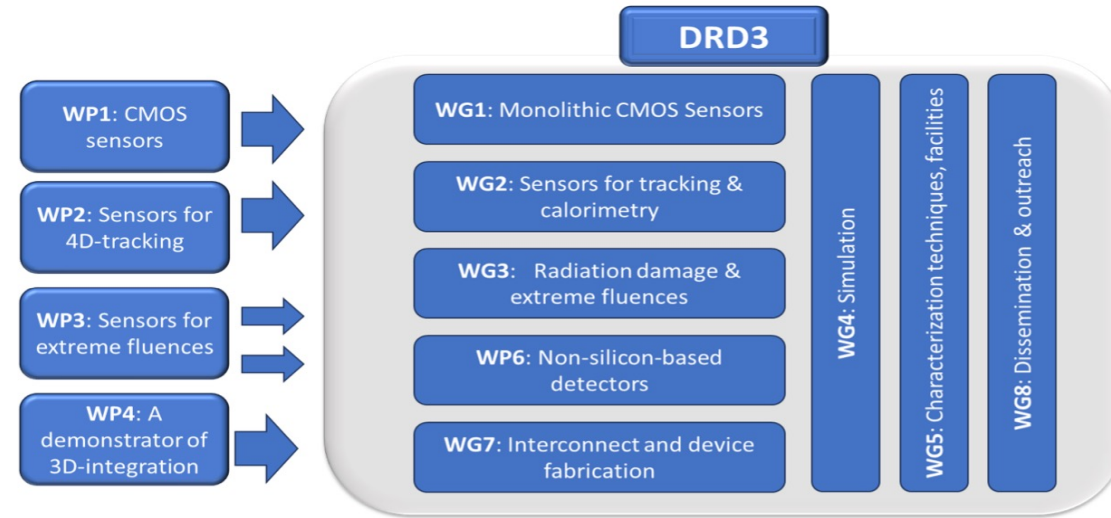 DRD3
WP1: CMOS
sensors
WP2: Sensors for
4D-tracking
WP3: Sensors for
extreme fluences
WP4: A
demonstrator of
3D-integration
WG1: Monolithic CMOS Sensors
WG2: Sensors for tracking &
calorimetry
WG3: Radiation damage &
extreme fluences
WP6: Non-silicon-based
detectors
WG7: Interconnect and device
fabrication
WG4: Simulation
WG5: Characterization techniques, facilities
WG8: Dissemination & outreach